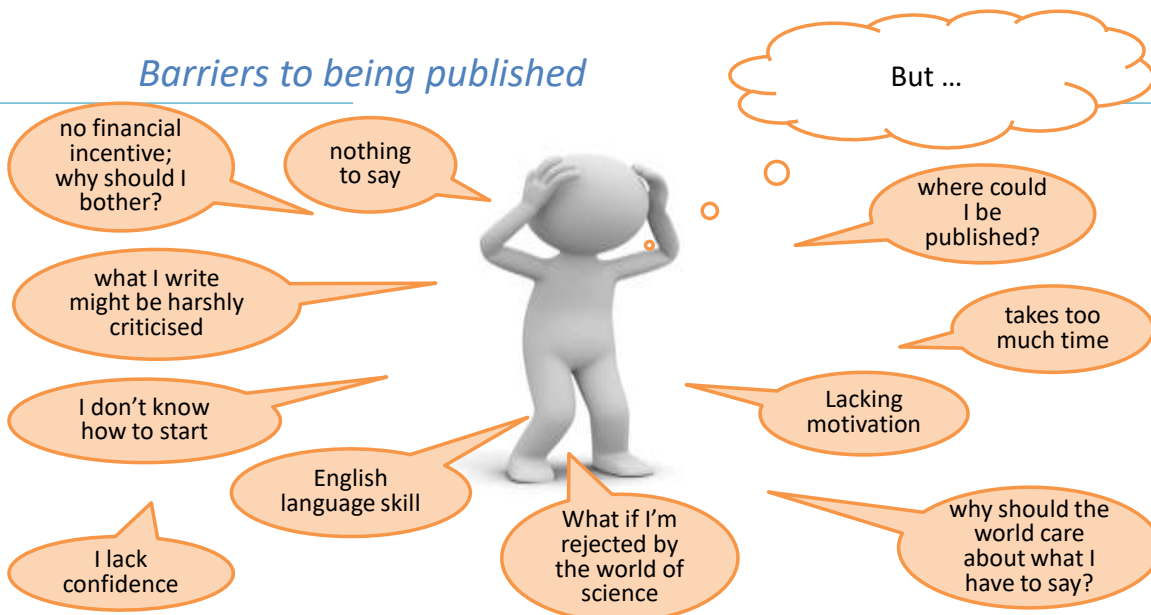 Barriers to being published
But ...
no financial
incentive;
why should I
bother?
nothing
to say
where could
I be
published?
what I write
might be harshly
criticised
takes too
much time
I don’t know
how to start
Lacking
motivation
English
language skill
What if I’m
rejected by
the world of
science
why should the
world care
about what I
have to say?
I lack
confidence